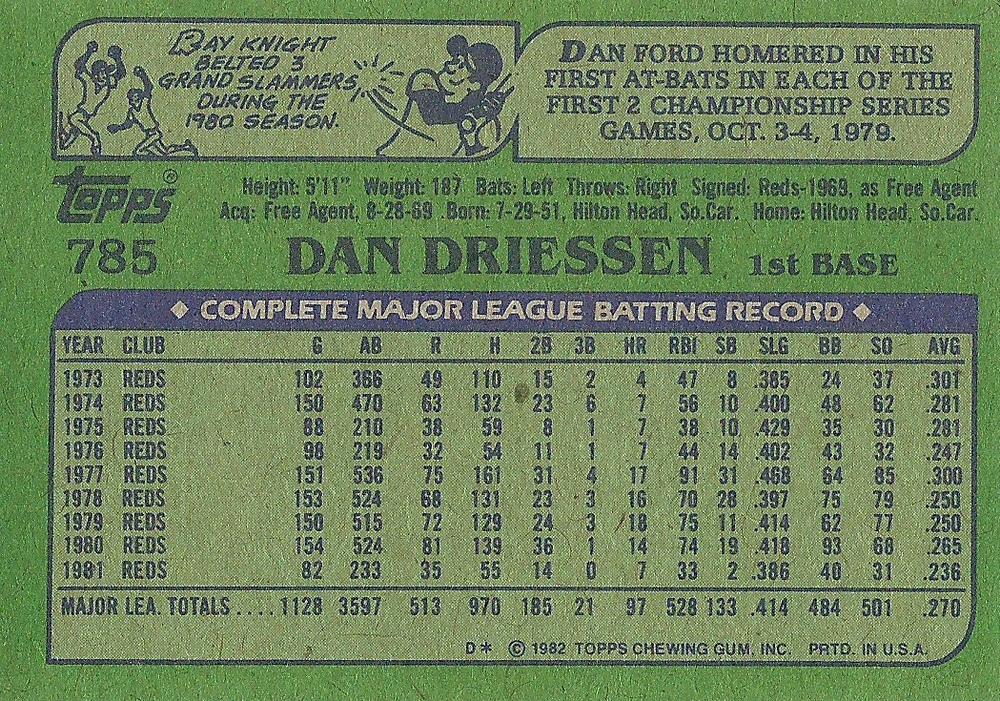 RAY KNIGHT
BELTED 3
GRAND SLAMMERS
DURING THE
1980 SEASON.
DAN FORD HOMERED IN HIS
FIRST AT-BATS IN EACH OF THE
FIRST 2 CHAMPIONSHIP SERIES
GAMES, OCT. 3-4, 1979.
topps®
Height: 5'11" Weight: 187 Bats: Left Throws: Right Signed: Reds-1969, as Free Agent
Acq: Free Agent, 8-28-69 Born: 7-29-51, Hilton Head, So.Car. Home: Hilton Head, So.Car.
785 DAN DRIESSEN 1st BASE
◆ COMPLETE MAJOR LEAGUE BATTING RECORD ◆
YEAR CLUB G AB R H 2B 3B HR RBI SB SLG BB SO AVG
1973 REDS 102 366 49 110 15 2 4 47 8 .385 24 37 .301
1974 REDS 150 470 63 132 23 6 7 56 10 .400 48 62 .281
1975 REDS 88 210 38 59 8 1 7 38 10 .429 35 30 .281
1976 REDS 98 219 32 54 11 1 7 44 14 .402 43 32 .247
1977 REDS 151 536 75 161 31 4 17 91 31 .468 64 85 .300
1978 REDS 153 524 68 131 23 3 16 70 28 .397 75 79 .250
1979 REDS 150 515 72 129 24 3 18 75 11 .414 62 77 .250
1980 REDS 154 524 81 139 36 1 14 74 19 .418 93 68 .265
1981 REDS 82 233 35 55 14 0 7 33 2 .386 40 31 .236
MAJOR LEA. TOTALS .... 1128 3597 513 970 185 21 97 528 133 .414 484 501 .270
D* © 1982 TOPPS CHEWING GUM, INC. PRTD. IN U.S.A.